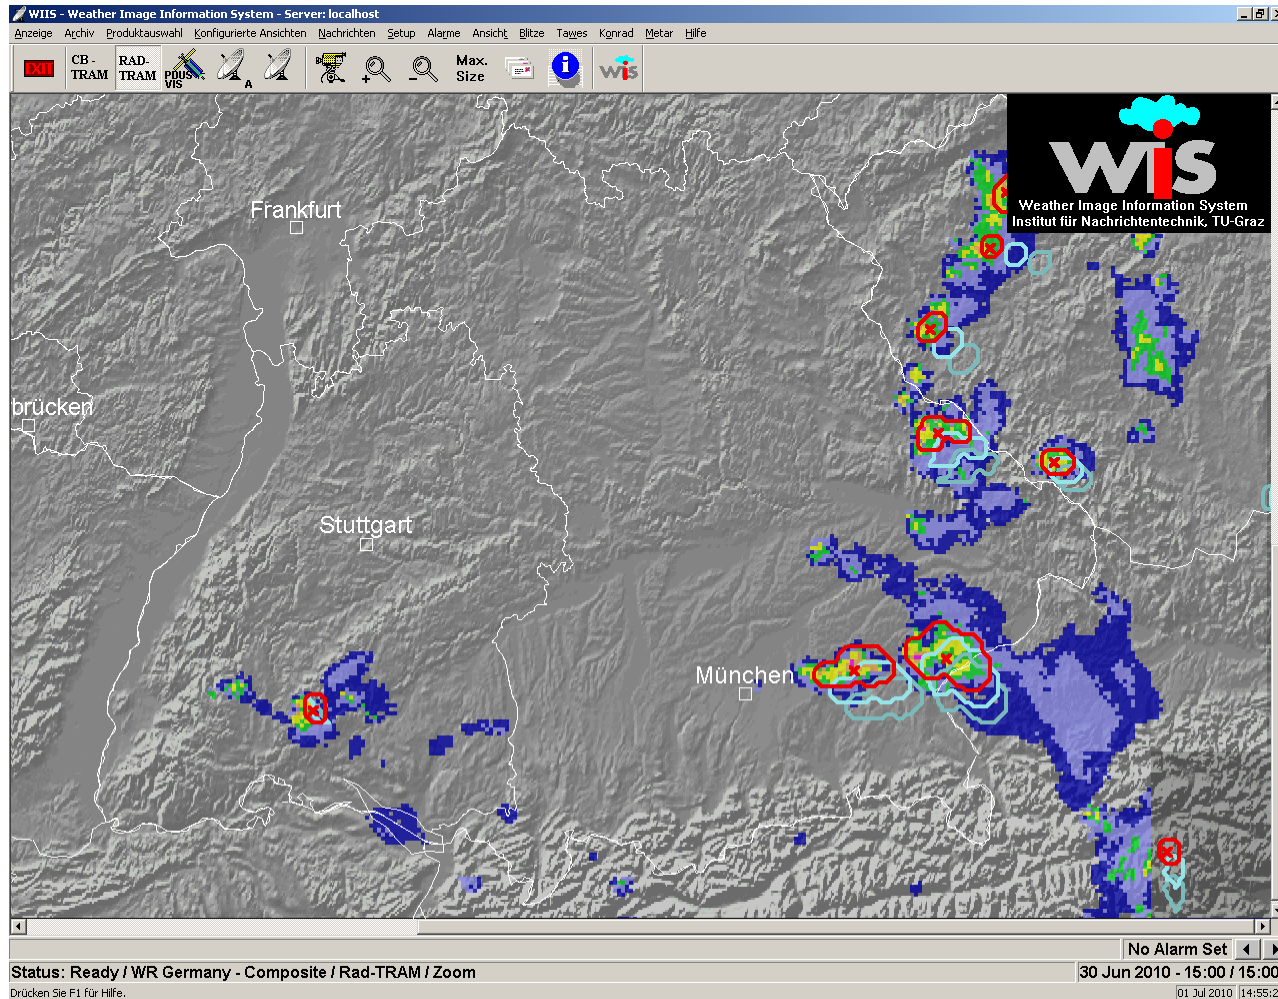 WIIS - Weather Image Information System - Server: localhost
Anzeige Archiv Produktauswahl Konfigurierte Ansichten Nachrichten Setup Alarme Ansicht Blitze Tawes Konrad Metar Hilfe
EXIT
CB -
TRAM
RAD-
TRAM
PDUS
VIS
A
Max.
Size
i
wis
WiS
Weather Image Information System
Institut für Nachrichtentechnik, TU-Graz
Frankfurt
brücken
Stuttgart
München
No Alarm Set
Status: Ready / WR Germany - Composite / Rad-TRAM / Zoom
30 Jun 2010 - 15:00 / 15:00
Drücken Sie F1 für Hilfe.
01 Jul 2010
14:55:2